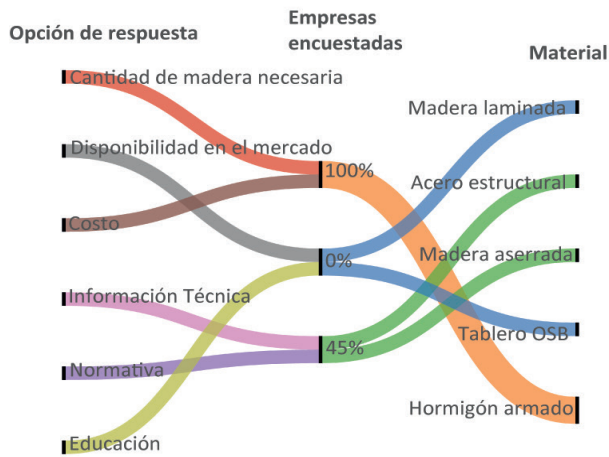 Opción de respuesta
Empresas
encuestadas
Material
Cantidad de madera necesaria
Disponibilidad en el mercado
Costo
Información Técnica
Normativa
Educación
100%
0%
45%
Madera laminada
Acero estructural
Madera aserrada
Tablero OSB
Hormigón armado